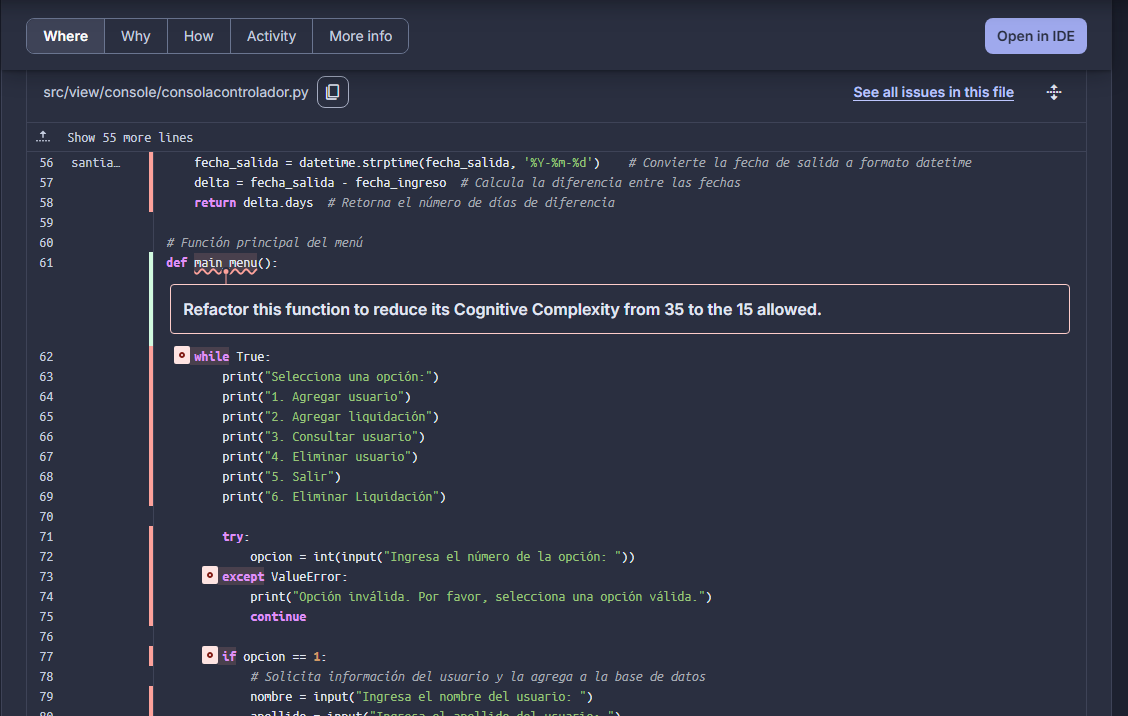 Where Why How Activity More info Open in IDE
src/view/console/consolacontrolador.py See all issues in this file
Show 55 more lines
56 santia… fecha_salida = datetime.strptime(fecha_salida, '%Y-%m-%d') # Convierte la fecha de salida a formato datetime
57 delta = fecha_salida - fecha_ingreso # Calcula la diferencia entre las fechas
58 return delta.days # Retorna el número de días de diferencia
59
60 # Función principal del menú
61 def main_menu():
Refactor this function to reduce its Cognitive Complexity from 35 to the 15 allowed.
62 while True:
63 print("Selecciona una opción:")
64 print("1. Agregar usuario")
65 print("2. Agregar liquidación")
66 print("3. Consultar usuario")
67 print("4. Eliminar usuario")
68 print("5. Salir")
69 print("6. Eliminar Liquidación")
70
71 try:
72 opcion = int(input("Ingresa el número de la opción: "))
73 except ValueError:
74 print("Opción inválida. Por favor, selecciona una opción válida.")
75 continue
76
77 if opcion == 1:
78 # Solicita información del usuario y la agrega a la base de datos
79 nombre = input("Ingresa el nombre del usuario: ")
80 apellido = input("Ingresa el apellido del usuario: ")